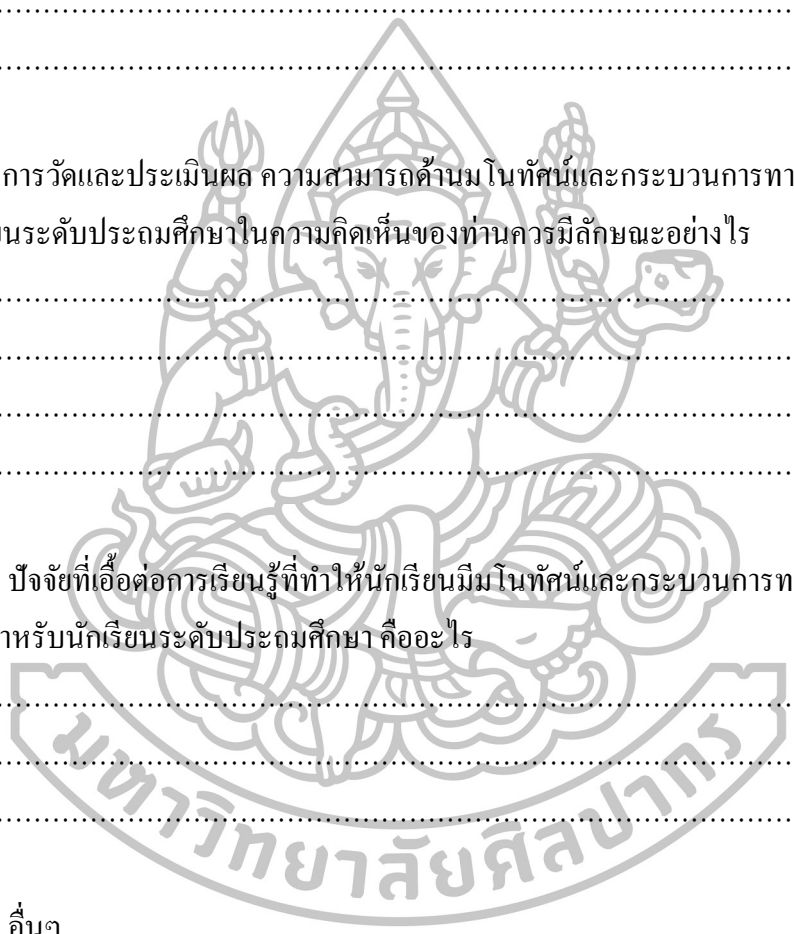 ................................................................................
................................................................................
การวัดและประเมินผล ความสามารถด้านมโนทัศน์และกระบวนการทา
นระดับประถมศึกษาในความคิดเห็นของท่านควรมีลักษณะอย่างไร
................................................................................
................................................................................
................................................................................
................................................................................
ปัจจัยที่เอื้อต่อการเรียนรู้ที่ทำให้นักเรียนมีมโนทัศน์และกระบวนการท
าหรับนักเรียนระดับประถมศึกษา คืออะไร
................................................................................
................................................................................
................................................................................
มหาวิทยาลัยศิลปากร
อื่นๆ